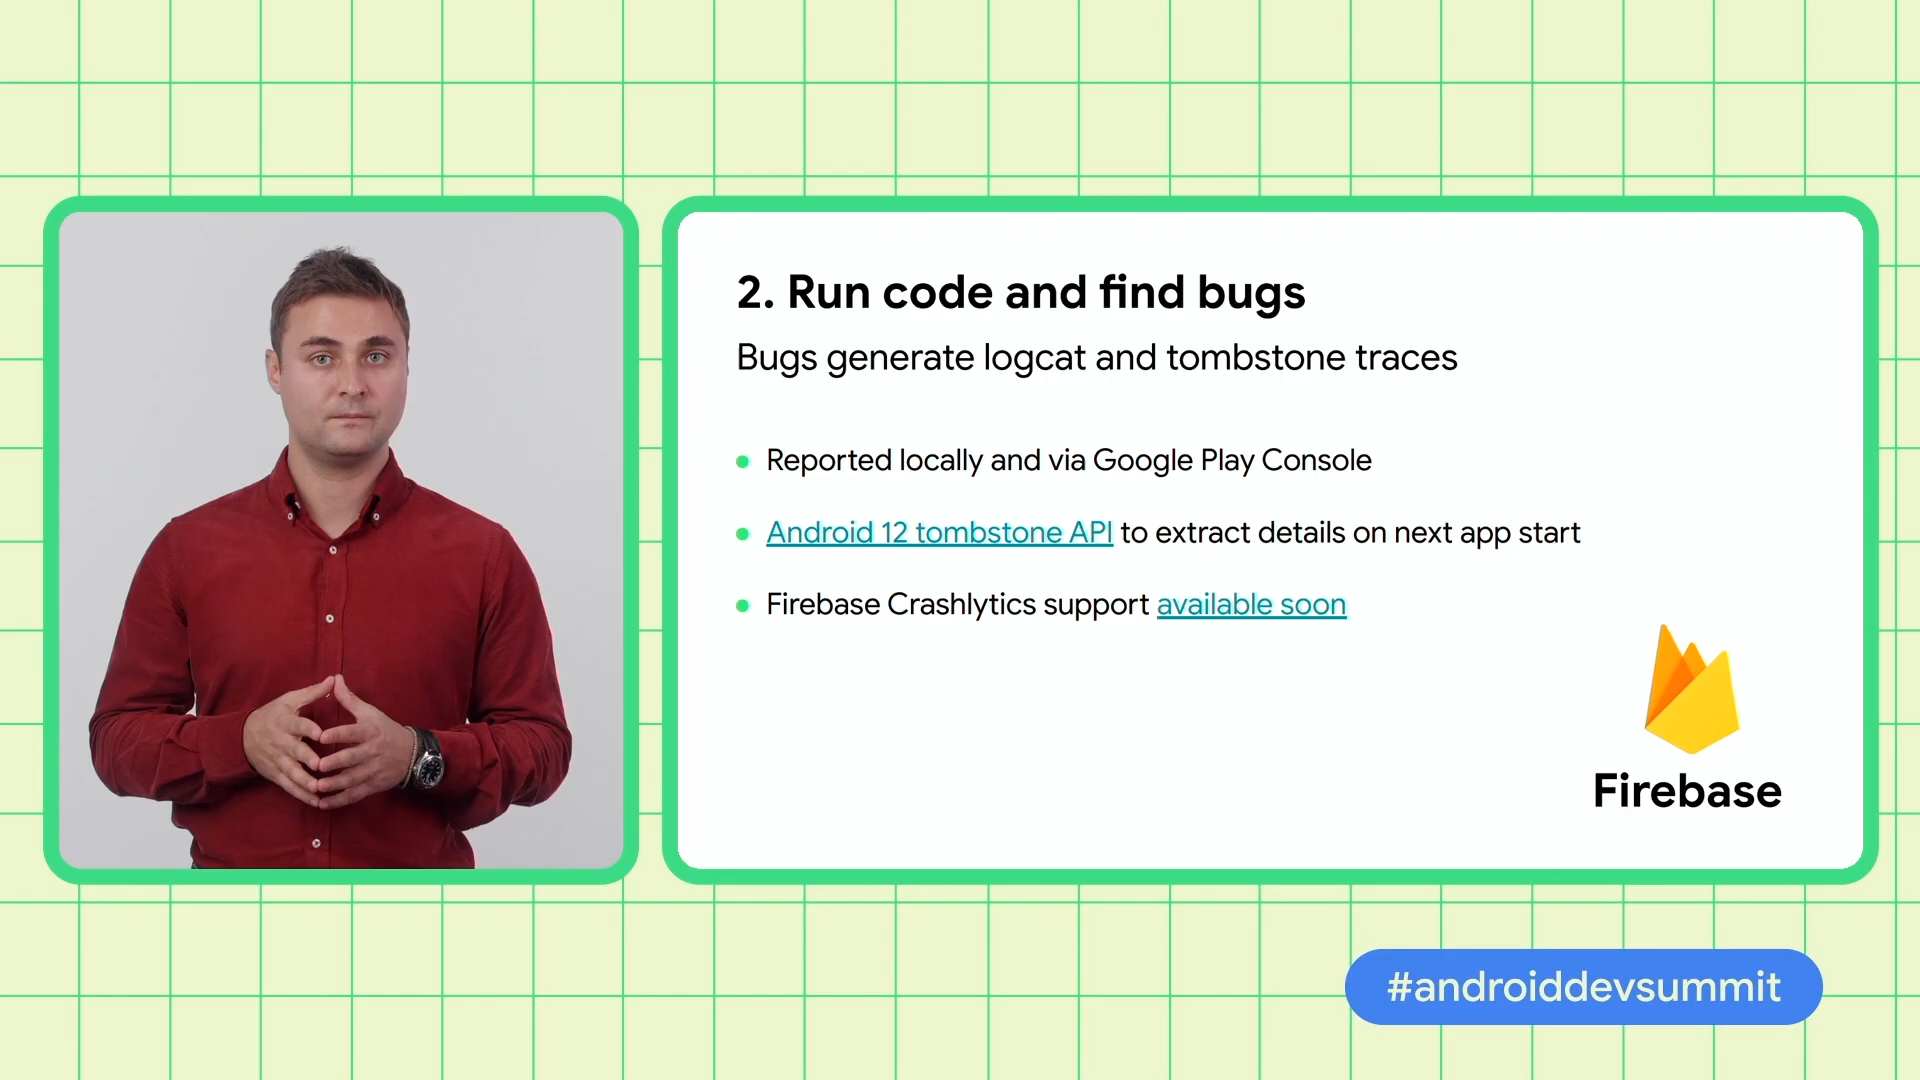 2. Run code and find bugs
Bugs generate logcat and tombstone traces
Reported locally and via Google Play Console
Android 12 tombstone API to extract details on next app start
Firebase Crashlytics support available soon
Firebase
#androiddevsummit